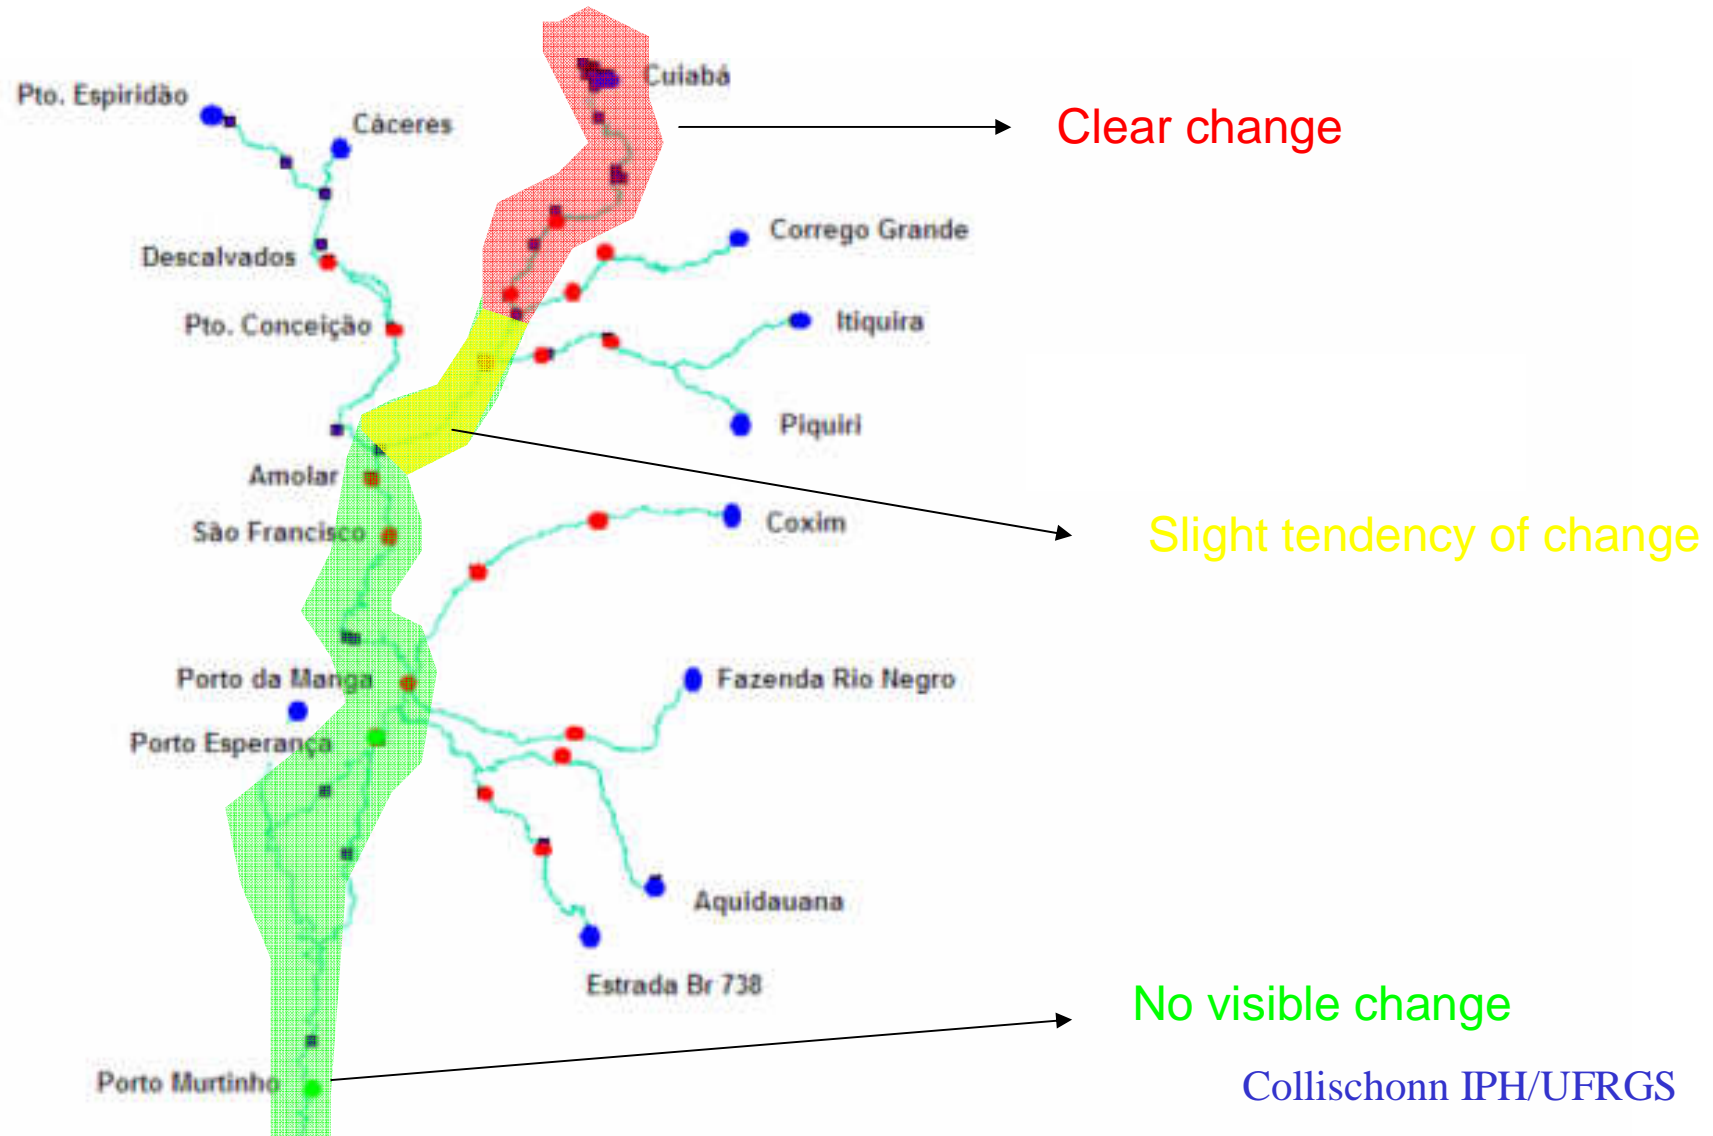 Cuiabá
Pto. Espiridão
Cáceres
Clear change
Corrego Grande
Descalvados
Pto. Conceição
Itiquira
Piquiri
Amolar
São Francisco
Coxim
Slight tendency of change
Porto da Manga
Fazenda Rio Negro
Porto Esperança
Aquidauana
Estrada Br 738
No visible change
Porto Murtinho
Collischonn IPH/UFRGS